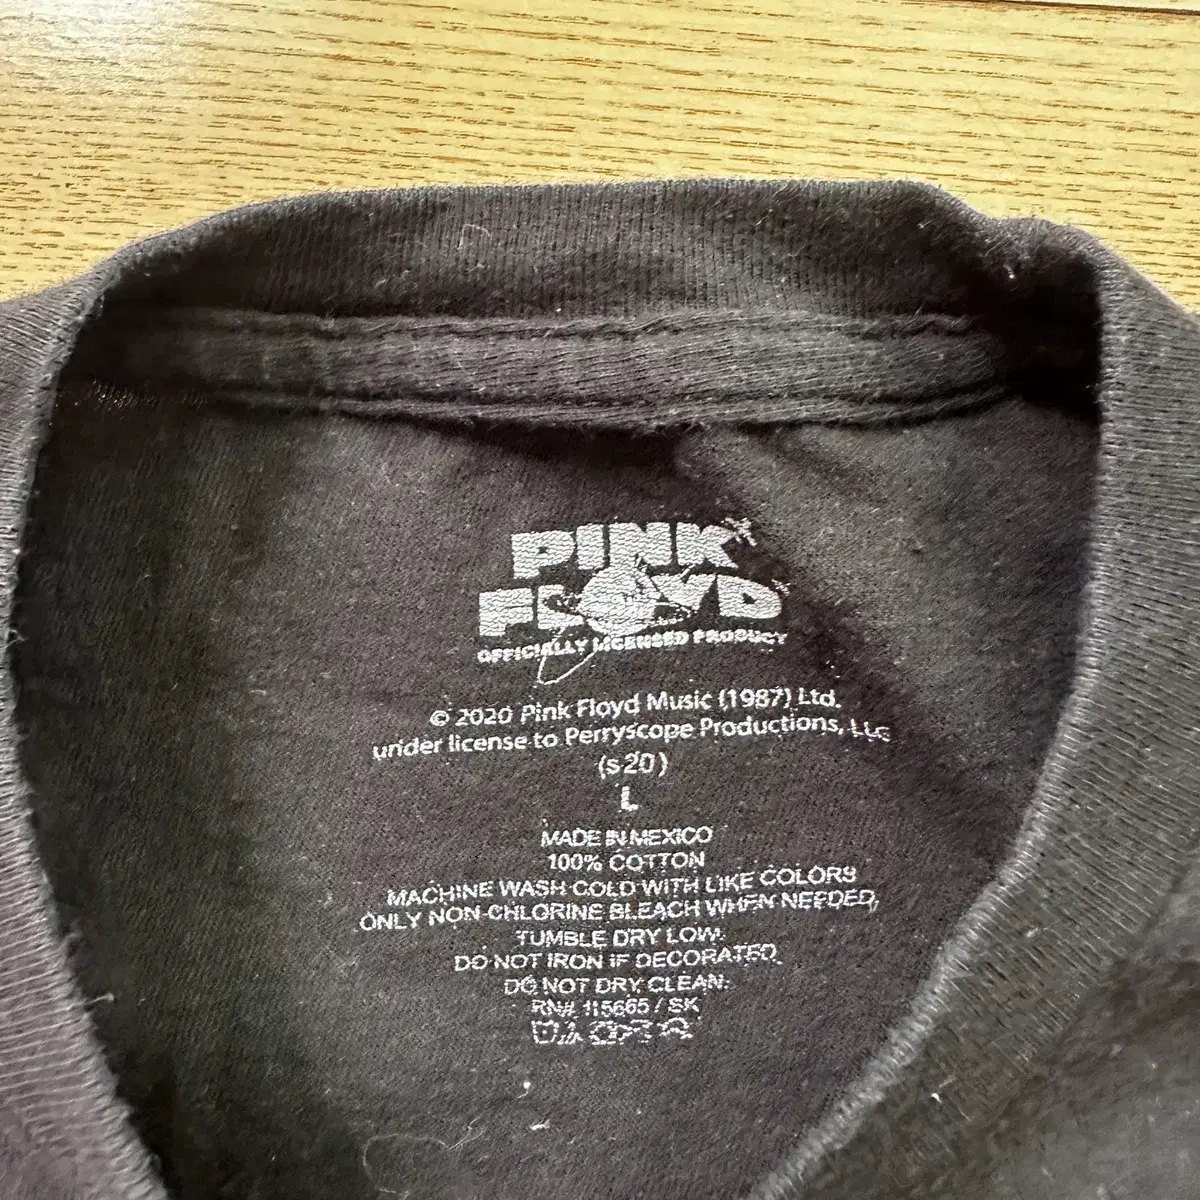 PINK
FLOYD
OFFICIALLY LICENSED PRODUCT
© 2020 Pink Floyd Music (1987) Ltd.
under license to Perryscope Productions, LLC
(s20)
L
MADE IN MEXICO
100% COTTON
MACHINE WASH COLD WITH LIKE COLORS
ONLY NON-CHLORINE BLEACH WHEN NEEDED,
TUMBLE DRY LOW.
DO NOT IRON IF DECORATED.
DO NOT DRY CLEAN.
RN# 115665 / SK